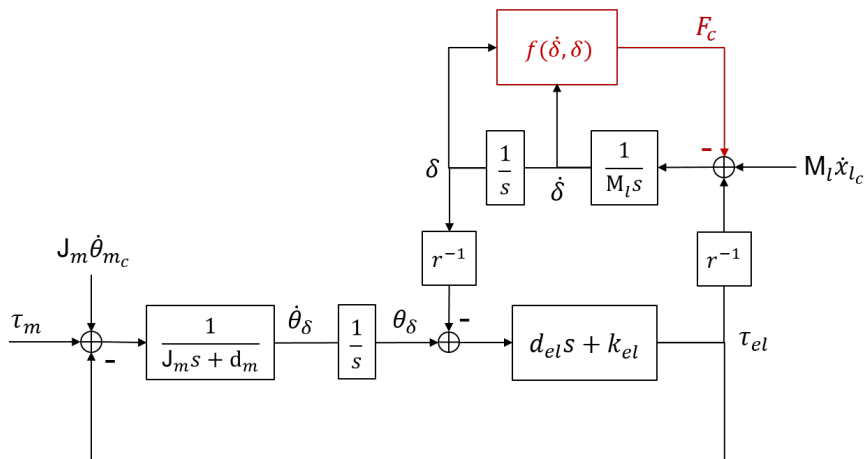 f(δ̇, δ)
F_c
-
δ
1/s
δ̇
1/(M_l s)
M_l ẋ_{l_c}
r⁻¹
r⁻¹
J_m θ̇_{m_c}
τ_m
-
1/(J_m s + d_m)
θ̇_δ
1/s
θ_δ
-
d_{el}s + k_{el}
τ_{el}